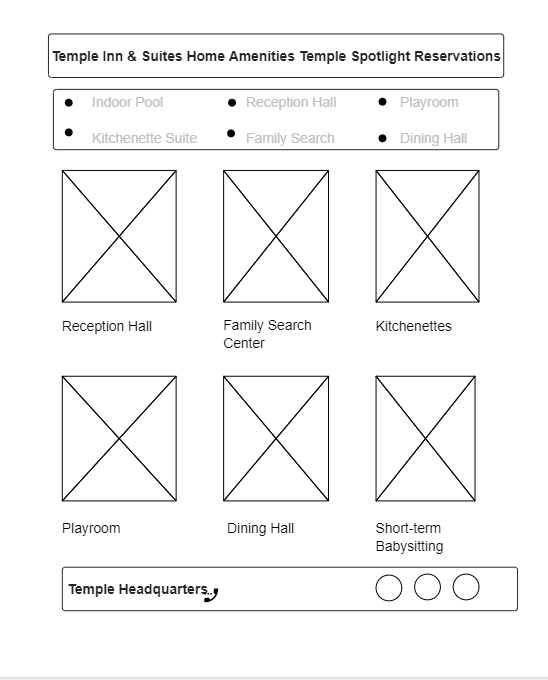 Temple Inn & Suites Home Amenities Temple Spotlight Reservations
Indoor Pool
Reception Hall
Playroom
Kitchenette Suite
Family Search
Dining Hall
Reception Hall
Family Search
Center
Kitchenettes
Playroom
Dining Hall
Short-term
Babysitting
Temple Headquarters..